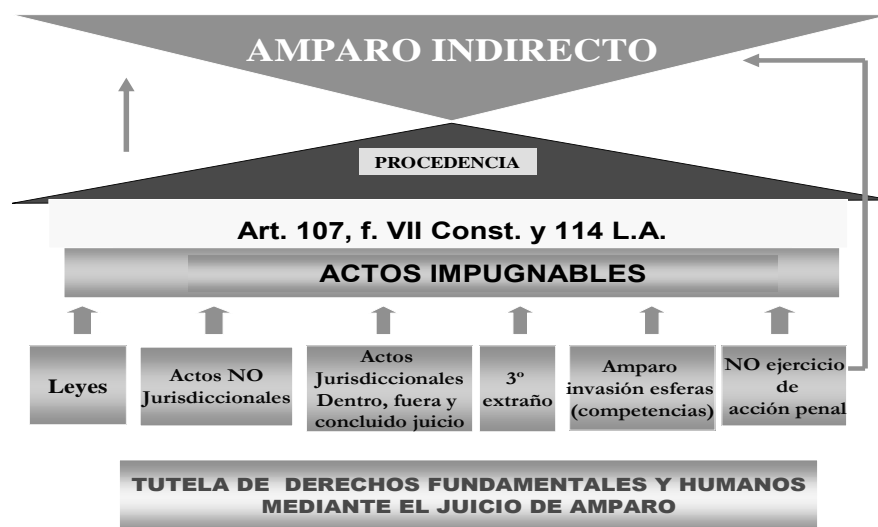 AMPARO INDIRECTO
PROCEDENCIA
Art. 107, f. VII Const. y 114 L.A.
ACTOS IMPUGNABLES
Leyes
Actos NO
Jurisdiccionales
Actos
Jurisdiccionales
Dentro, fuera y
concluido juicio
3º
extraño
Amparo
invasión esferas
(competencias)
NO ejercicio
de
acción penal
TUTELA DE DERECHOS FUNDAMENTALES Y HUMANOS
MEDIANTE EL JUICIO DE AMPARO